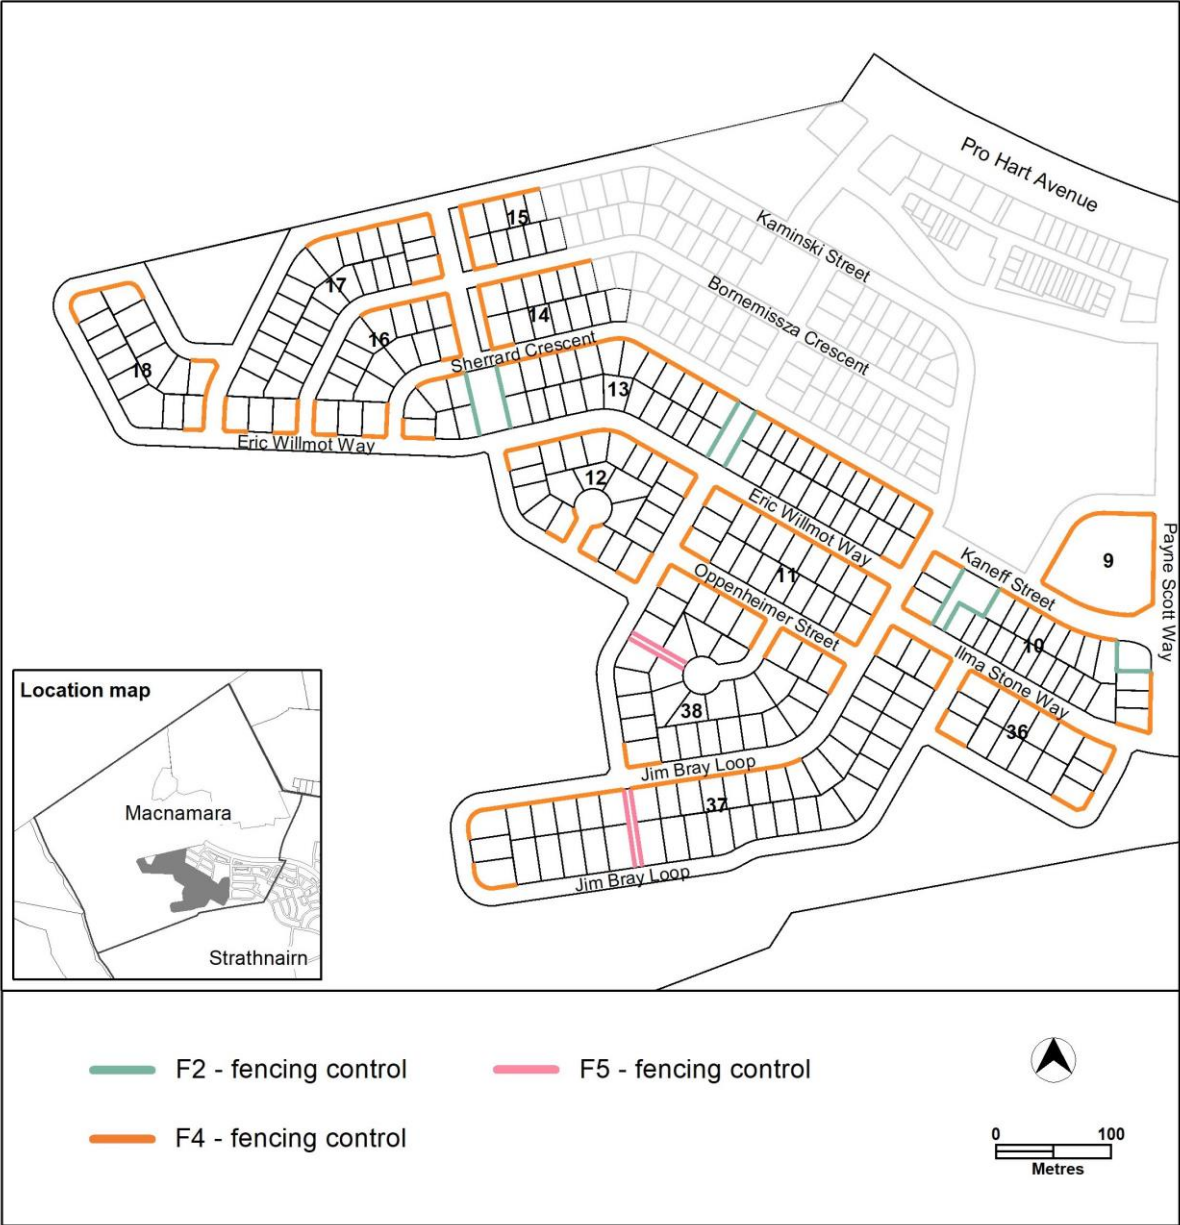 Pro Hart Avenue
Kaminski Street
15
Bornemissza Crescent
17
14
16
Sherrard Crescent
18
13
Eric Willmot Way
12
Eric Willmot Way
Kaneff Street
Payne Scott Way
9
11
Oppenheimer Street
10
Ilma Stone Way
38
36
Jim Bray Loop
37
Jim Bray Loop
Location map
Macnamara
Strathnairn
F2 - fencing control
F5 - fencing control
F4 - fencing control
0 100
Metres